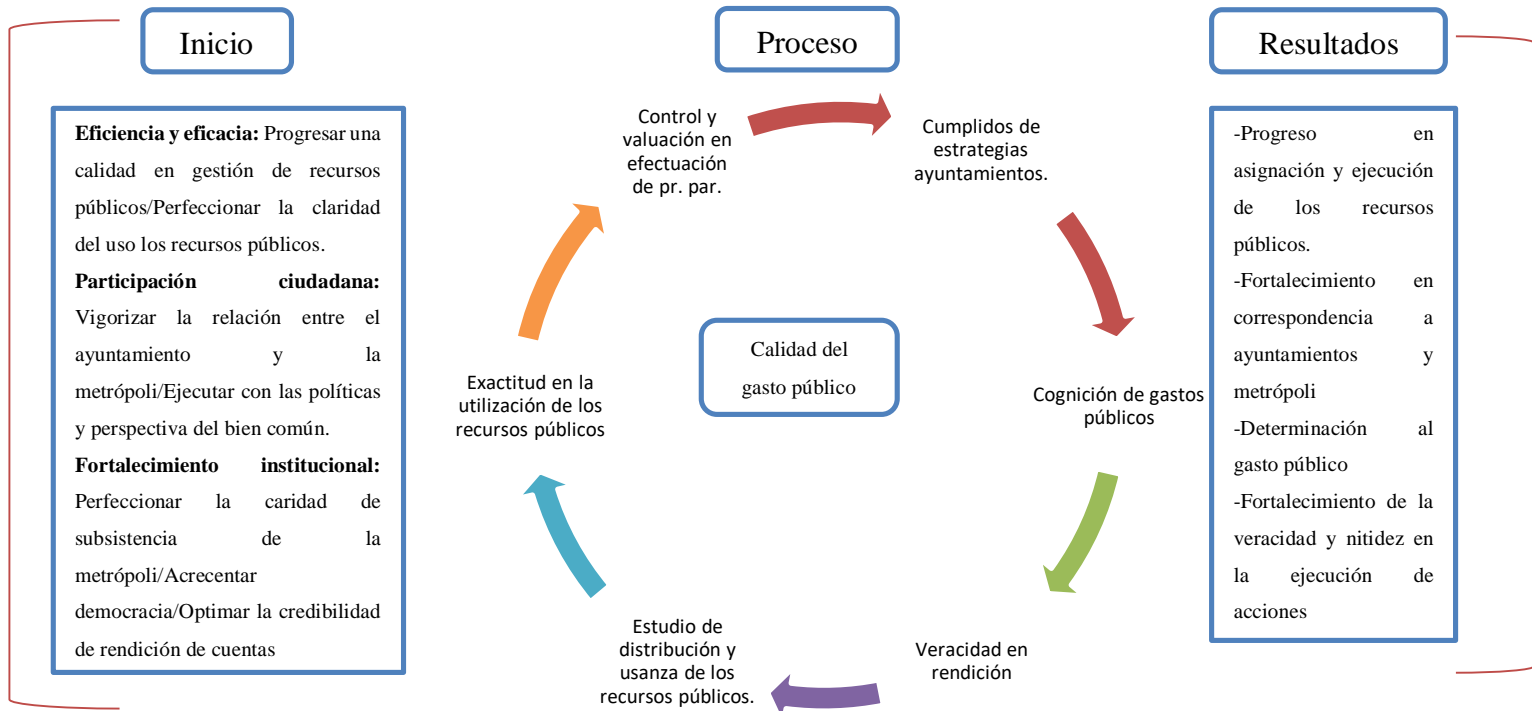 Inicio
Eficiencia y eficacia: Progresar una
calidad en gestión de recursos
públicos/Perfeccionar la claridad
del uso los recursos públicos.
Participación ciudadana:
Vigorizar la relación entre el
ayuntamiento y la
metrópoli/Ejecutar con las políticas
y perspectiva del bien común.
Fortalecimiento institucional:
Perfeccionar la caridad de
subsistencia de la
metrópoli/Acrecentar
democracia/Optimar la credibilidad
de rendición de cuentas
Proceso
Control y
valuación en
efectuación
de pr. par.
Cumplidos de
estrategias
ayuntamientos.
Cognición de gastos
públicos
Veracidad en
rendición
Estudio de
distribución y
usanza de los
recursos públicos.
Exactitud en la
utilización de los
recursos públicos
Calidad del
gasto público
Resultados
-Progreso en
asignación y ejecución
de los recursos
públicos.
-Fortalecimiento en
correspondencia a
ayuntamientos y
metrópoli
-Determinación al
gasto público
-Fortalecimiento de la
veracidad y nitidez en
la ejecución de
acciones